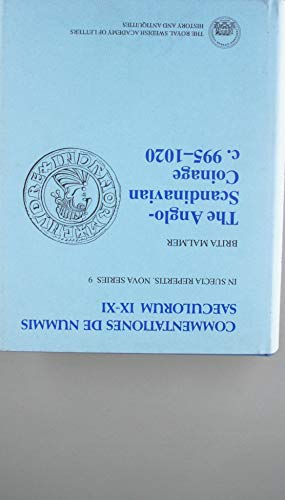 COMMENTATIONES DE NUMMIS
SAECULORUM IX-XI
IN SUECIA REPERTIS. NOVA SERIES 9
BRITA MALMER
The Anglo-
Scandinavian
Coinage
c. 995–1020
THE ROYAL SWEDISH ACADEMY OF LETTERS
HISTORY AND ANTIQUITIES